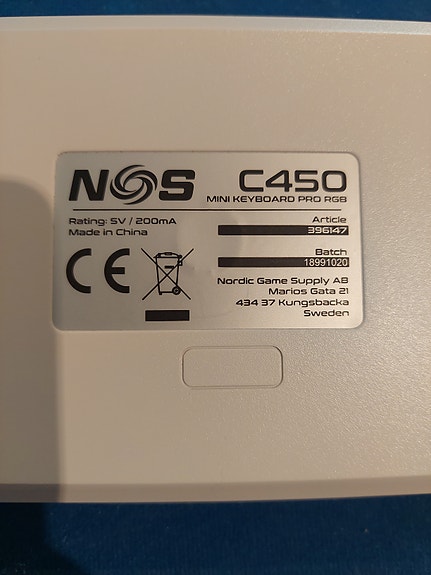 NOS
C450
MINI KEYBOARD PRO RGB
Rating: 5V / 200mA
Made in China
Article
396147
Batch
18991020
CE
Nordic Game Supply AB
Marios Gata 21
434 37 Kungsbacka
Sweden